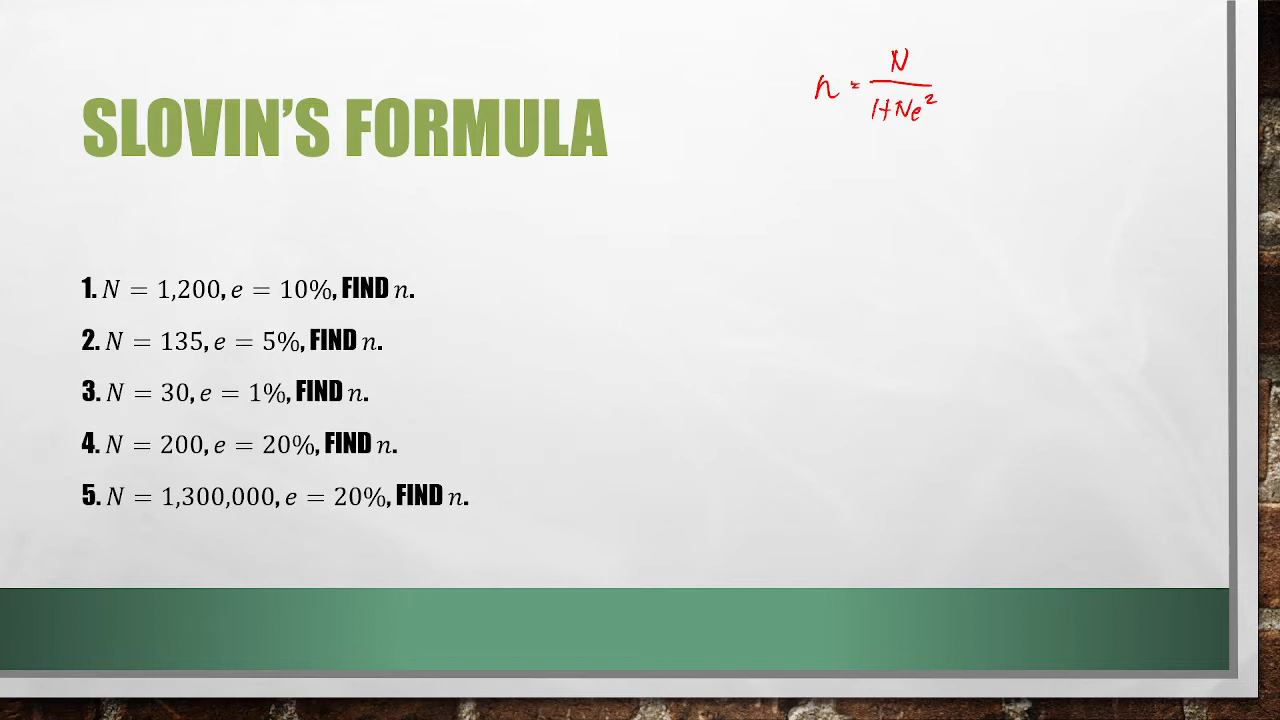 SLOVIN'S FORMULA
n = N / 1+Ne²
1. N = 1,200, e = 10%, FIND n.
2. N = 135, e = 5%, FIND n.
3. N = 30, e = 1%, FIND n.
4. N = 200, e = 20%, FIND n.
5. N = 1,300,000, e = 20%, FIND n.